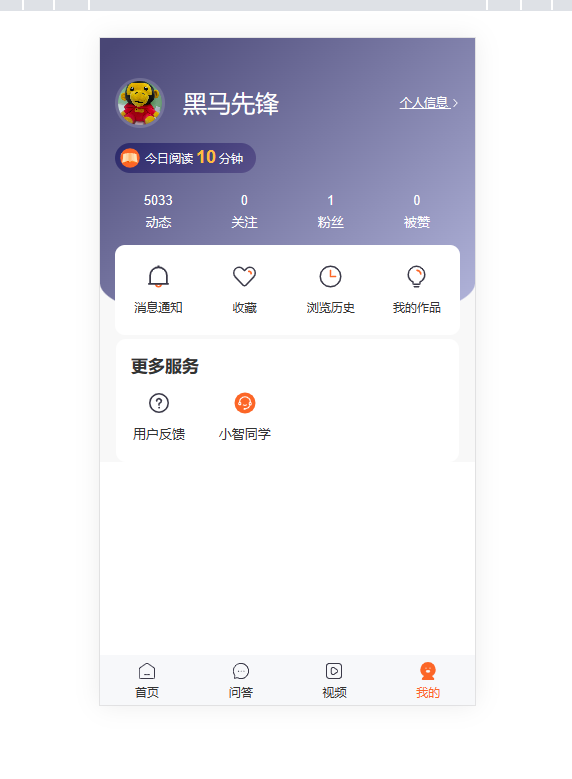 黑马先锋
个人信息
今日阅读 10 分钟
5033 0 1 0
动态 关注 粉丝 被赞
消息通知 收藏 浏览历史 我的作品
更多服务
用户反馈 小智同学
首页 问答 视频 我的